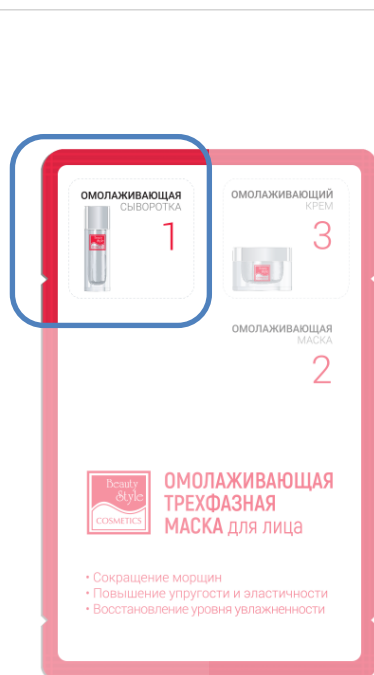 ОМОЛАЖИВАЮЩАЯ
СЫВОРОТКА
1
ОМОЛАЖИВАЮЩИЙ
КРЕМ
3
ОМОЛАЖИВАЮЩАЯ
МАСКА
2
Beauty
Style
COSMETICS
ОМОЛАЖИВАЮЩАЯ
ТРЕХФАЗНАЯ
МАСКА для лица
• Сокращение морщин
• Повышение упругости и эластичности
• Восстановление уровня увлажненности